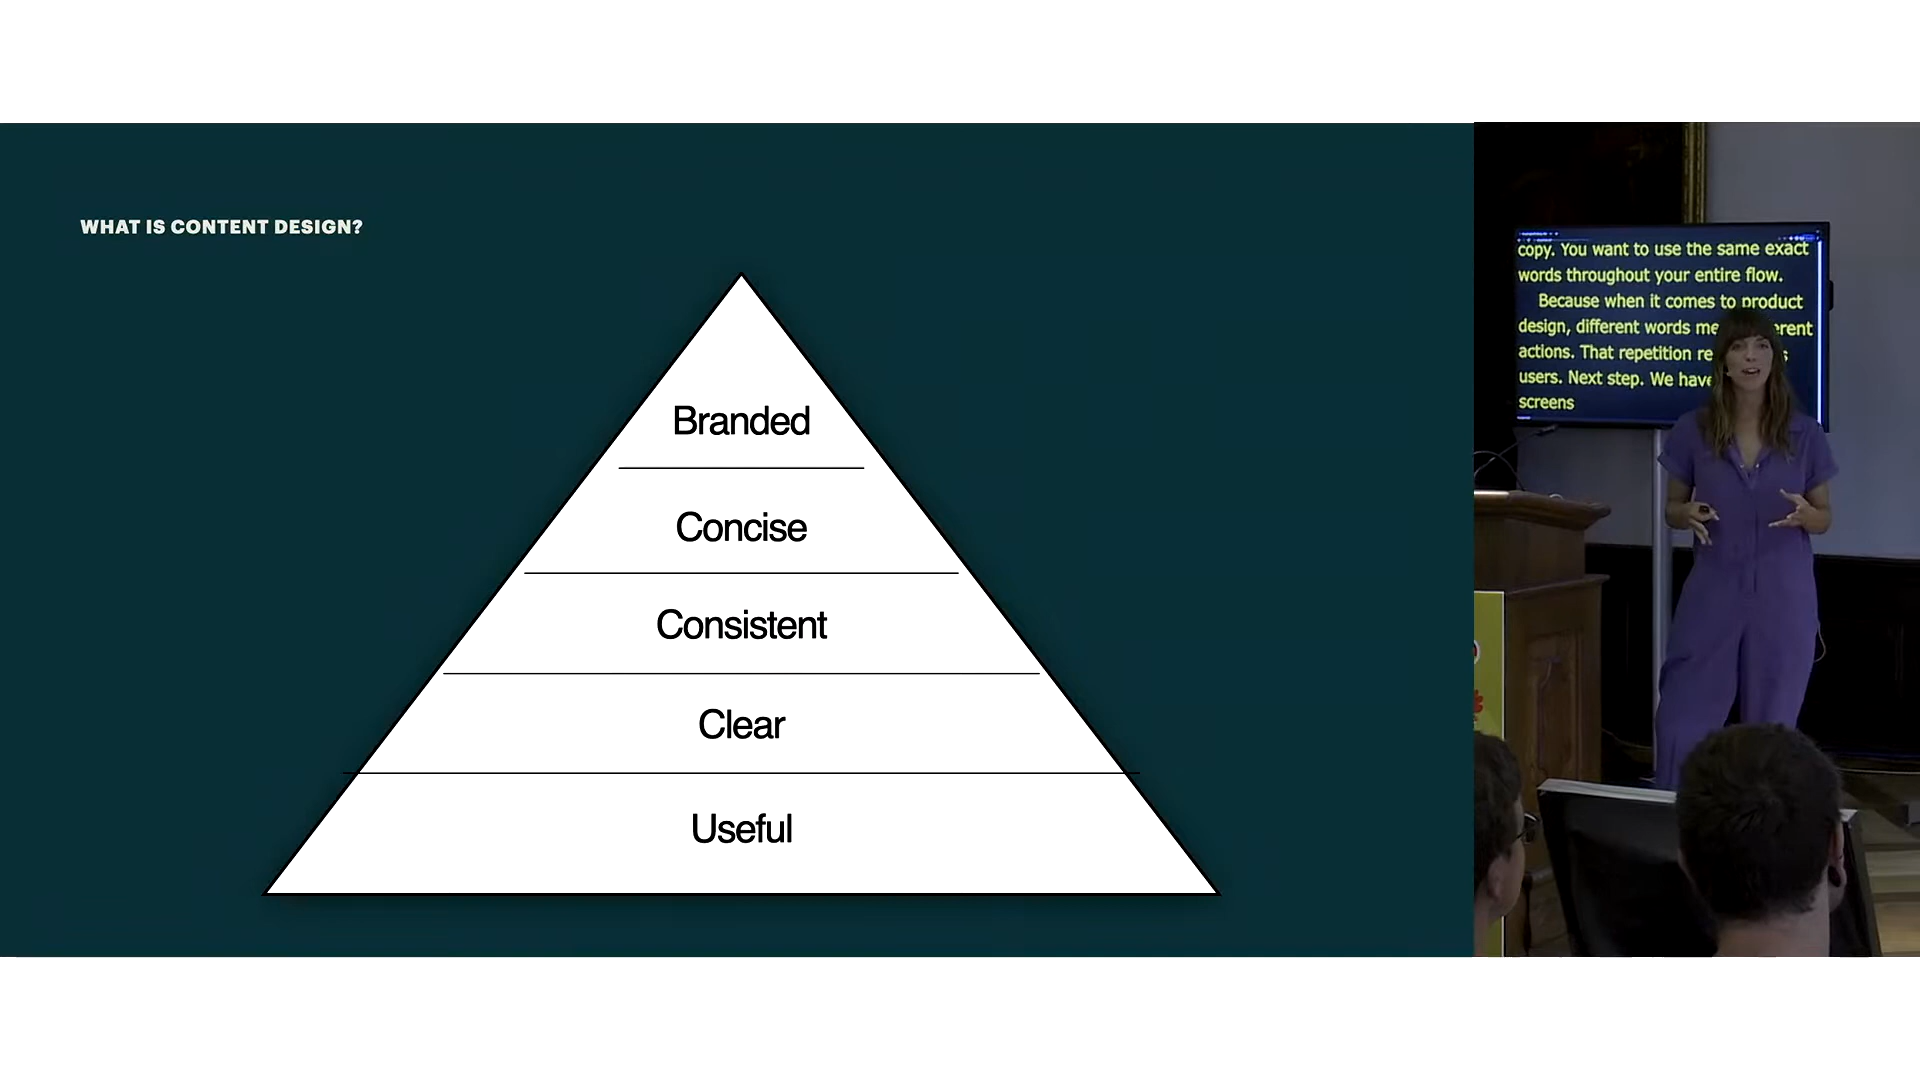 WHAT IS CONTENT DESIGN?
Branded
Concise
Consistent
Clear
Useful
copy. You want to use the same exact
words throughout your entire flow.
Because when it comes to product
design, different words
actions. That repetition
users. Next step. We have
screens